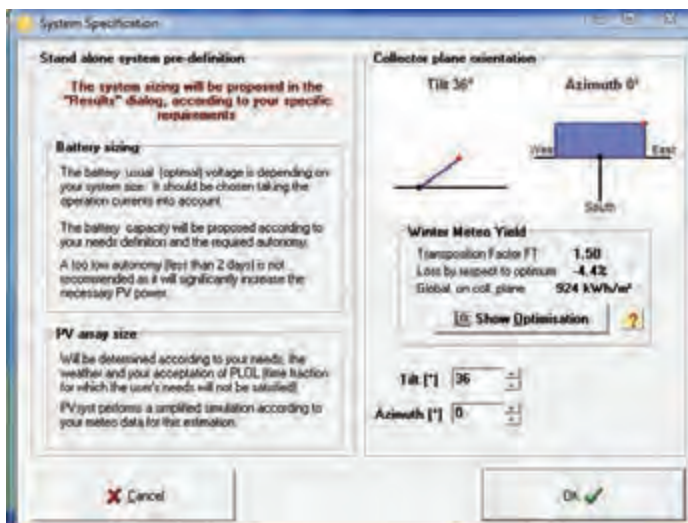 System Specification
Stand alone system pre-definition
The system sizing will be proposed in the
"Results" dialog, according to your specific
requirements
Battery sizing
The battery usual (optimal) voltage is depending on
your system size. It should be chosen taking the
operation currents into account.
The battery capacity will be proposed according to
your needs definition and the required autonomy.
A too low autonomy (less than 2 days) is not
recommended as it will significantly increase the
necessary PV power.
PV array size
Will be determined according to your needs, the
weather and your acceptation of PLOL (time fraction
for which the user's needs will not be satisfied)
PVsyst performs a simplified simulation according to
your meteo data for this estimation.
Cancel
Collector plane orientation
Tilt 36°
Azimuth 0°
West
East
South
Winter Meteo Yield
Transposition Factor FT 1.50
Loss by respect to optimum -4.4%
Global on coll. plane 924 kWh/m²
Show Optimisation
?
Tilt [°] 36
Azimuth [°] 0
OK